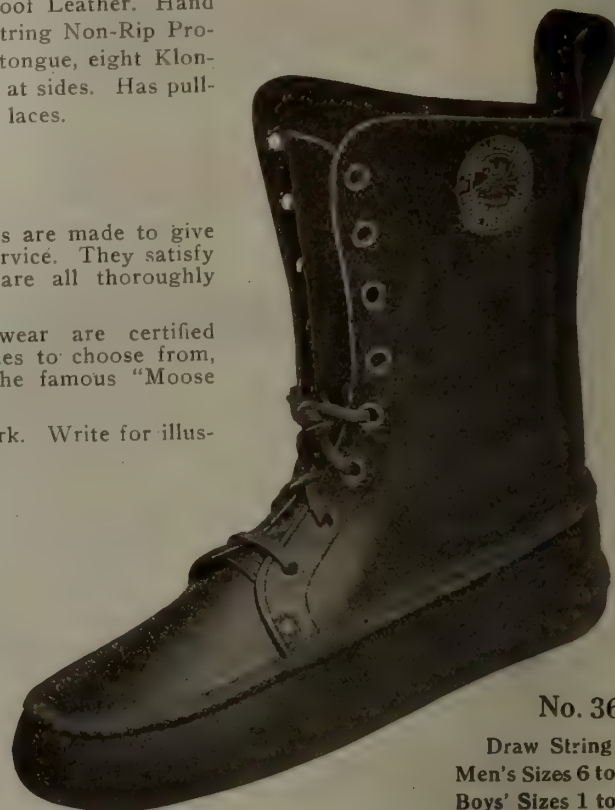 oof Leather. Hand
tring Non-Rip Pro-
tongue, eight Klon-
at sides. Has pull-
laces.
s are made to give
rvice. They satisfy
are all thoroughly
wear are certified
les to choose from,
he famous "Moose
rk. Write for illus-
No. 36
Draw String
Men's Sizes 6 to
Boys' Sizes 1 to